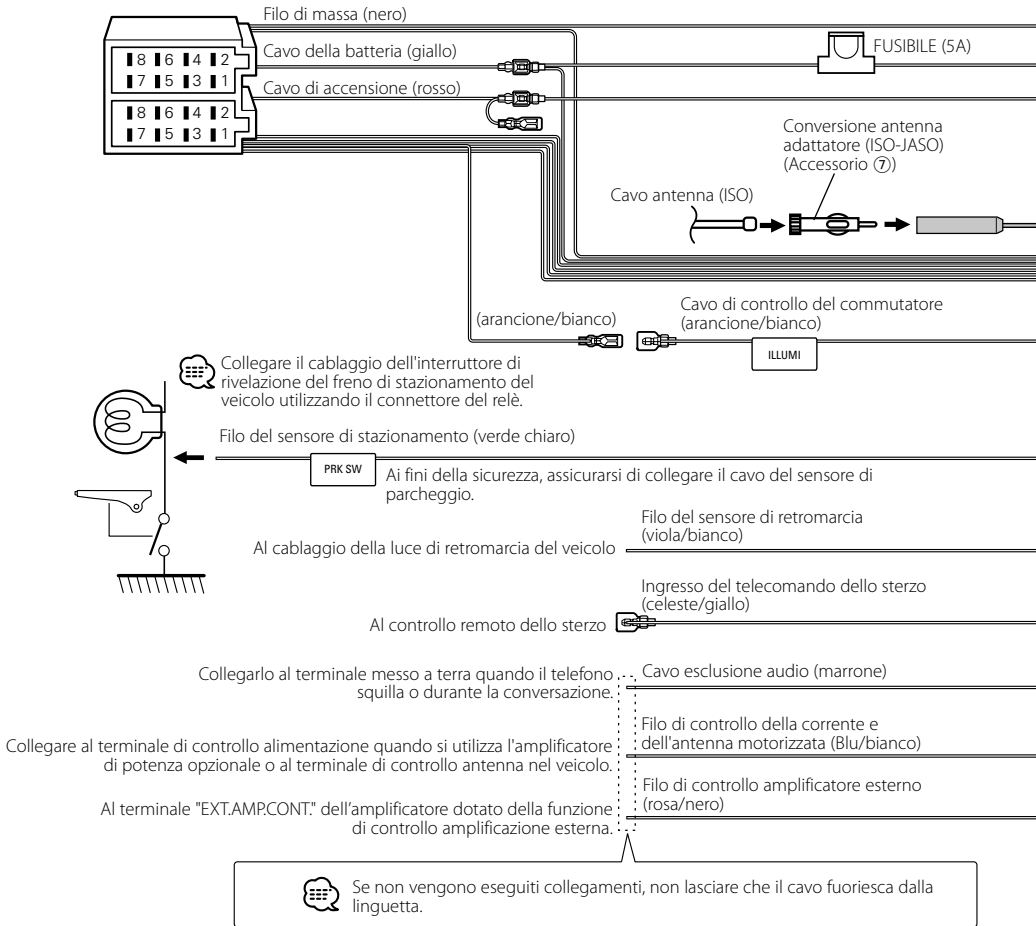 Filo di massa (nero)
Cavo della batteria (giallo)
FUSIBILE (5A)
8 6 4 2
7 5 3 1
Cavo di accensione (rosso)
8 6 4 2
7 5 3 1
Conversione antenna
adattatore (ISO-JASO)
(Accessorio ⑦)
Cavo antenna (ISO)
(arancione/bianco)
Cavo di controllo del commutatore
(arancione/bianco)
ILLUMI
Collegare il cablaggio dell'interruttore di
rivelazione del freno di stazionamento del
veicolo utilizzando il connettore del relè.
Filo del sensore di stazionamento (verde chiaro)
PRK SW
Ai fini della sicurezza, assicurarsi di collegare il cavo del sensore di
parcheggio.
Filo del sensore di retromarcia
(viola/bianco)
Al cablaggio della luce di retromarcia del veicolo
Ingresso del telecomando dello sterzo
(celeste/giallo)
Al controllo remoto dello sterzo
Collegarlo al terminale messo a terra quando il telefono
squilla o durante la conversazione.
Cavo esclusione audio (marrone)
Filo di controllo della corrente e
dell'antenna motorizzata (Blu/bianco)
Collegare al terminale di controllo alimentazione quando si utilizza l'amplificatore
di potenza opzionale o al terminale di controllo antenna nel veicolo.
Filo di controllo amplificatore esterno
(rosa/nero)
Al terminale "EXT.AMP.CONT." dell'amplificatore dotato della funzione
di controllo amplificazione esterna.
Se non vengono eseguiti collegamenti, non lasciare che il cavo fuoriesca dalla
linguetta.